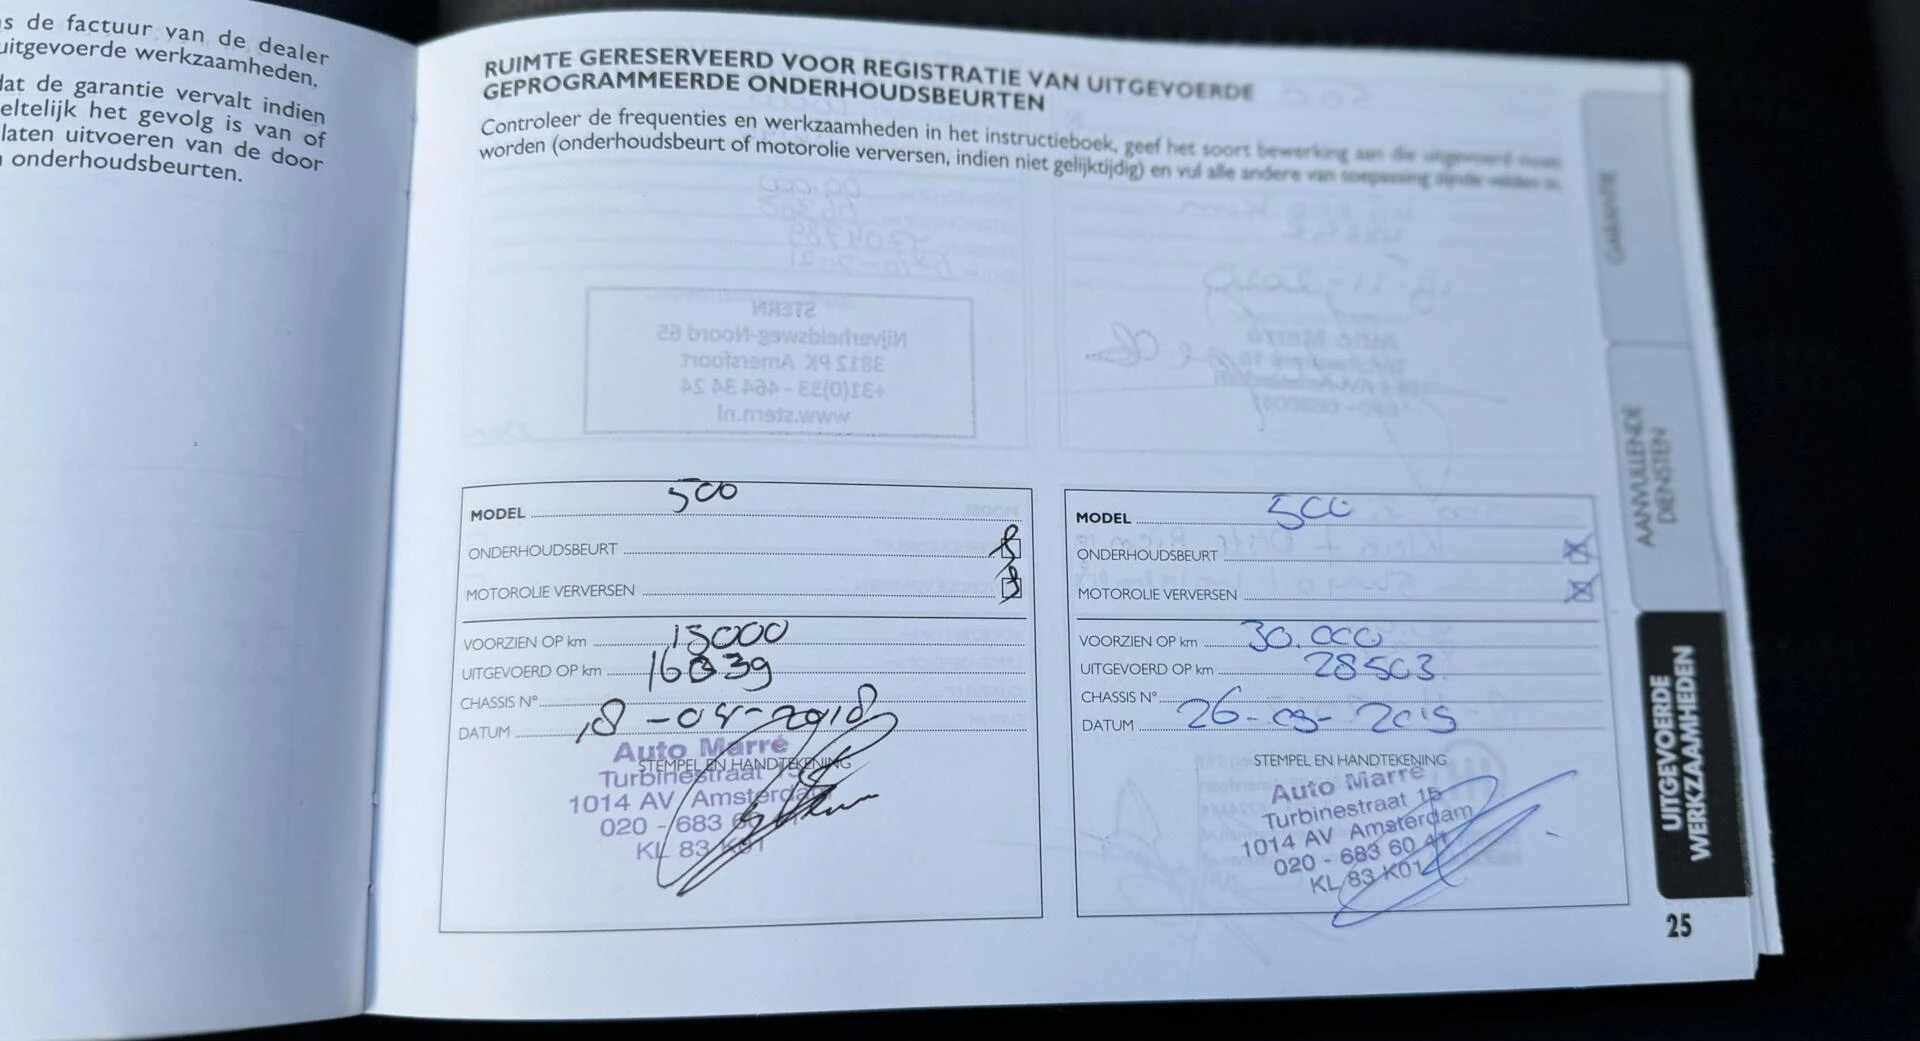 s de factuur van de dealer
uitgevoerde werkzaamheden.
dat de garantie vervalt indien
eltelijk het gevolg is van of
laten uitvoeren van de door
onderhoudsbeurten.
RUIMTE GERESERVEERD VOOR REGISTRATIE VAN UITGEVOERDE
GEPROGRAMMEERDE ONDERHOUDSBEURTEN
Controleer de frequenties en werkzaamheden in het instructieboek, geef het soort bewerking aan die uitgevoerd moet
worden (onderhoudsbeurt of motorolie verversen, indien niet gelijktijdig) en vul alle andere van toepassing zijnde velden in.
MODEL 500
ONDERHOUDSBEURT
MOTOROLIE VERVERSEN
VOORZIEN OP km 15000
UITGEVOERD OP km 16839
CHASSIS N°
DATUM 18-04-2018
STEMPEL EN HANDTEKENING
Auto Marré
Turbinestraat 15
1014 AV Amsterdam
020 - 683 60
KL 83 K01
MODEL 500
ONDERHOUDSBEURT X
MOTOROLIE VERVERSEN X
VOORZIEN OP km 30.000
UITGEVOERD OP km 28503
CHASSIS N°
DATUM 26-03-2019
STEMPEL EN HANDTEKENING
Auto Marré
Turbinestraat 15
1014 AV Amsterdam
020 - 683 60 41
KL 83 K01
GARANTIE
AANVULLENDE
DIENSTEN
UITGEVOERDE
WERKZAAMHEDEN
25